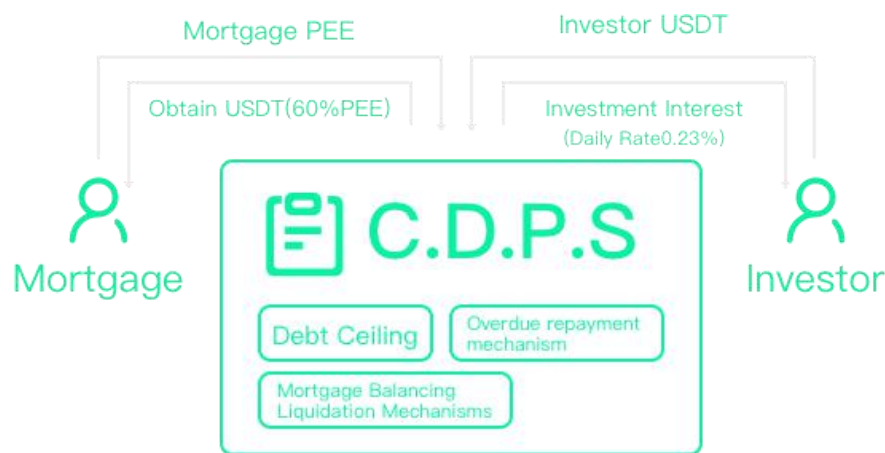 Mortgage PEE
Investor USDT
Obtain USDT(60%PEE)
Investment Interest
(Daily Rate0.23%)
C.D.P.S
Mortgage
Investor
Debt Ceiling
Overdue repayment
mechanism
Mortgage Balancing
Liquidation Mechanisms